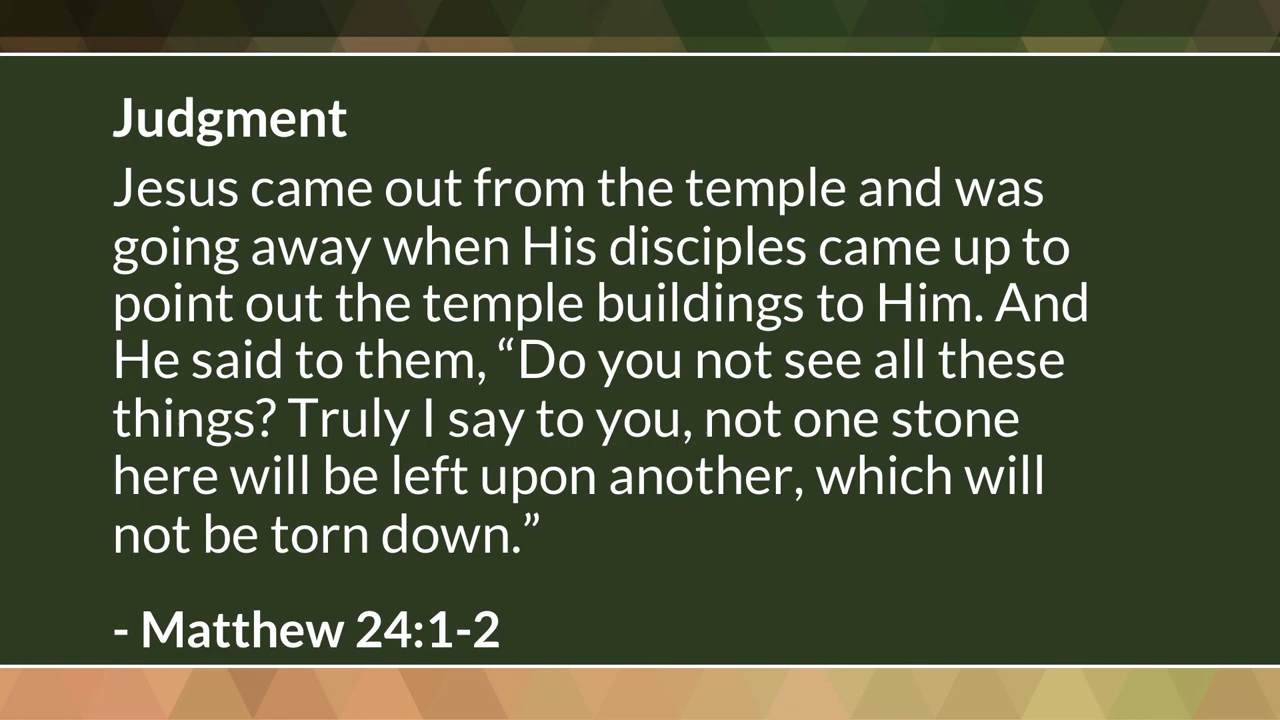 Judgment
Jesus came out from the temple and was
going away when His disciples came up to
point out the temple buildings to Him. And
He said to them, “Do you not see all these
things? Truly I say to you, not one stone
here will be left upon another, which will
not be torn down.”
- Matthew 24:1-2